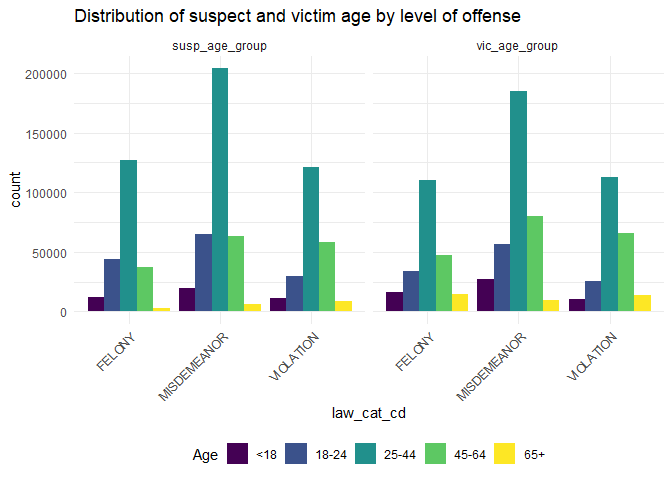 Distribution of suspect and victim age by level of offense
susp_age_group vic_age_group
200000
150000
100000
50000
0
count
FELONY MISDEMEANOR VIOLATION FELONY MISDEMEANOR VIOLATION
law_cat_cd
Age <18 18-24 25-44 45-64 65+